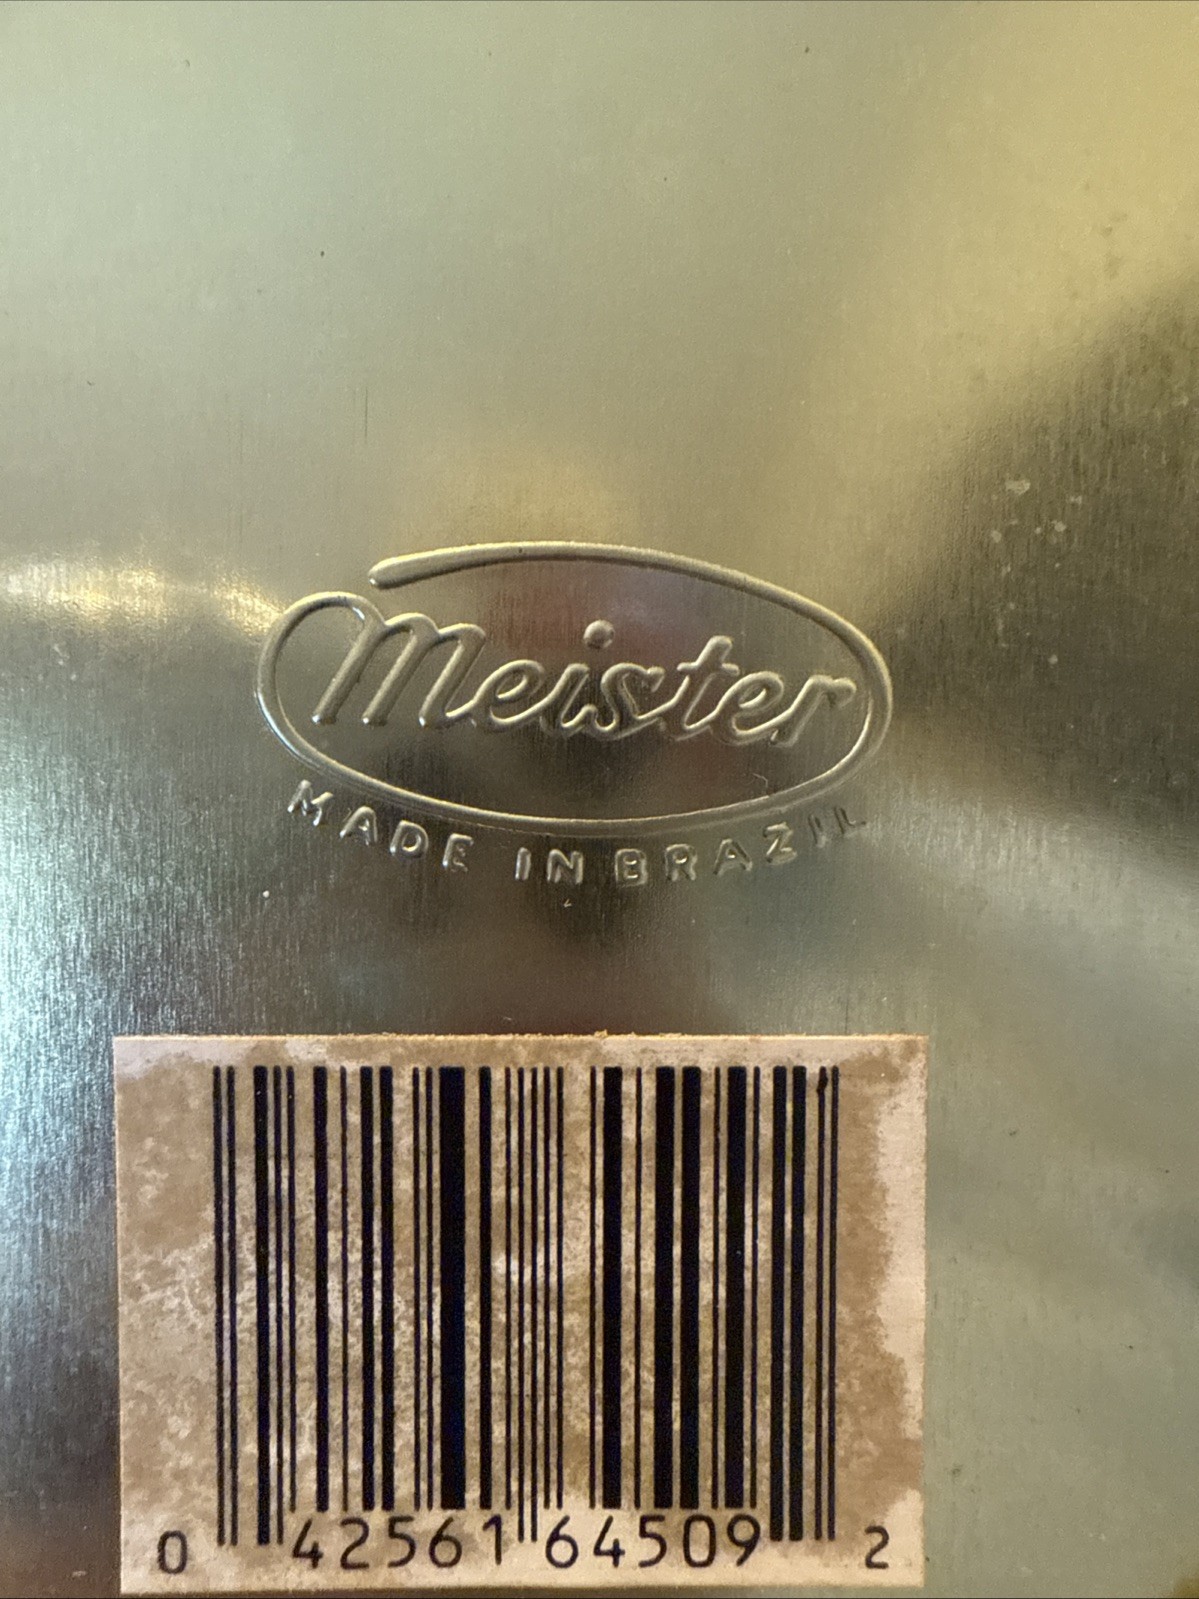 Meister
MADE IN BRAZIL
0 42561 64509 2